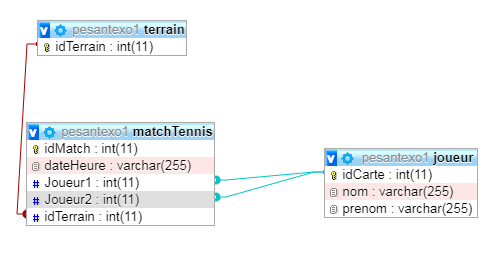 pesantexo1 terrain
idTerrain : int(11)
pesantexo1 matchTennis
idMatch : int(11)
dateHeure : varchar(255)
# Joueur1 : int(11)
# Joueur2 : int(11)
# idTerrain : int(11)
pesantexo1 joueur
idCarte : int(11)
nom : varchar(255)
prenom : varchar(255)